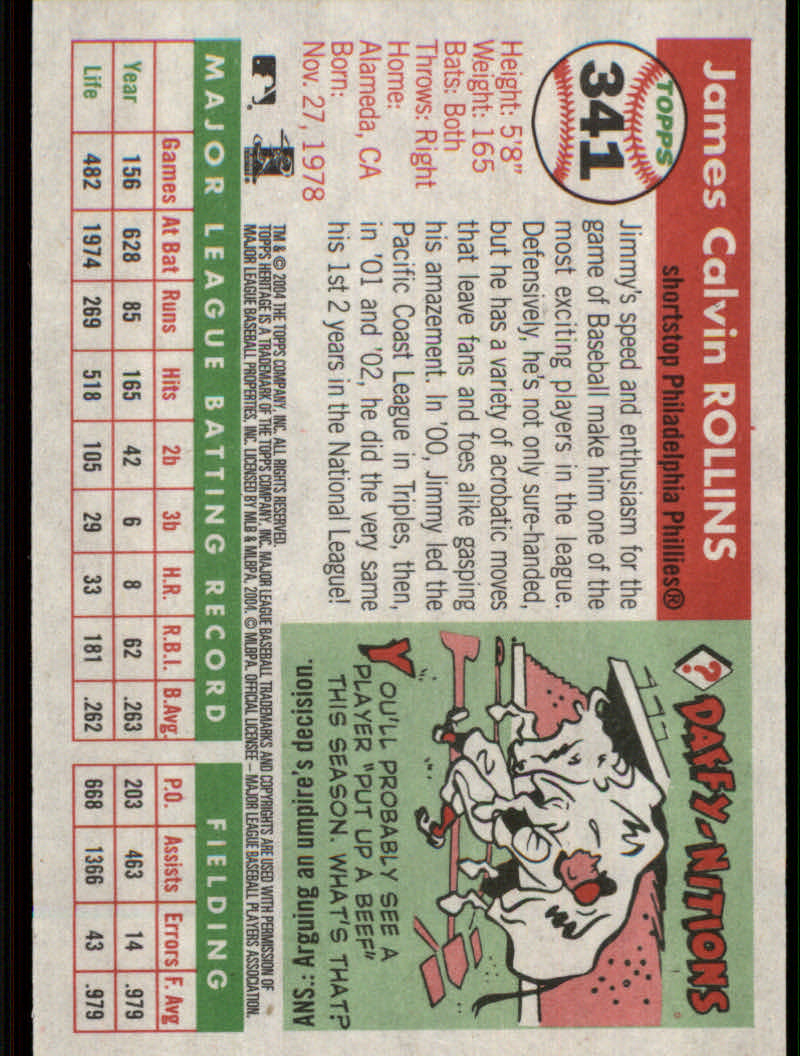 James Calvin ROLLINS
shortstop Philadelphia Phillies®
TOPPS
341
Height: 5'8"
Weight: 165
Bats: Both
Throws: Right
Home:
Alameda, CA
Born:
Nov. 27, 1978
Jimmy's speed and enthusiasm for the
game of Baseball make him one of the
most exciting players in the league.
Defensively, he's not only sure-handed,
but he has a variety of acrobatic moves
that leave fans and foes alike gasping
his amazement. In '00, Jimmy led the
Pacific Coast League in Triples, then,
in '01 and '02, he did the very same
his 1st 2 years in the National League!
? DAFFY-NITIONS
YOU'LL PROBABLY SEE A
PLAYER "PUT UP A BEEF"
THIS SEASON. WHAT'S THAT?
ANS.: Arguing an umpire's decision.
TM & © 2004 THE TOPPS COMPANY, INC. ALL RIGHTS RESERVED.
TOPPS HERITAGE IS A TRADEMARK OF THE TOPPS COMPANY, INC. MAJOR LEAGUE BASEBALL TRADEMARKS AND COPYRIGHTS ARE USED WITH PERMISSION OF
MAJOR LEAGUE BASEBALL PROPERTIES, INC. LICENSED BY MLB & MLBPA, 2004. © MLBPA. OFFICIAL LICENSEE – MAJOR LEAGUE BASEBALL PLAYERS ASSOCIATION.
MAJOR LEAGUE BATTING RECORD FIELDING
Games At Bat Runs Hits 2b 3b H.R. R.B.I. B.Avg. P.O. Assists Errors F. Avg
Year 156 628 85 165 42 6 8 62 .263 203 463 14 .979
Life 482 1974 269 518 105 29 33 181 .262 668 1366 43 .979